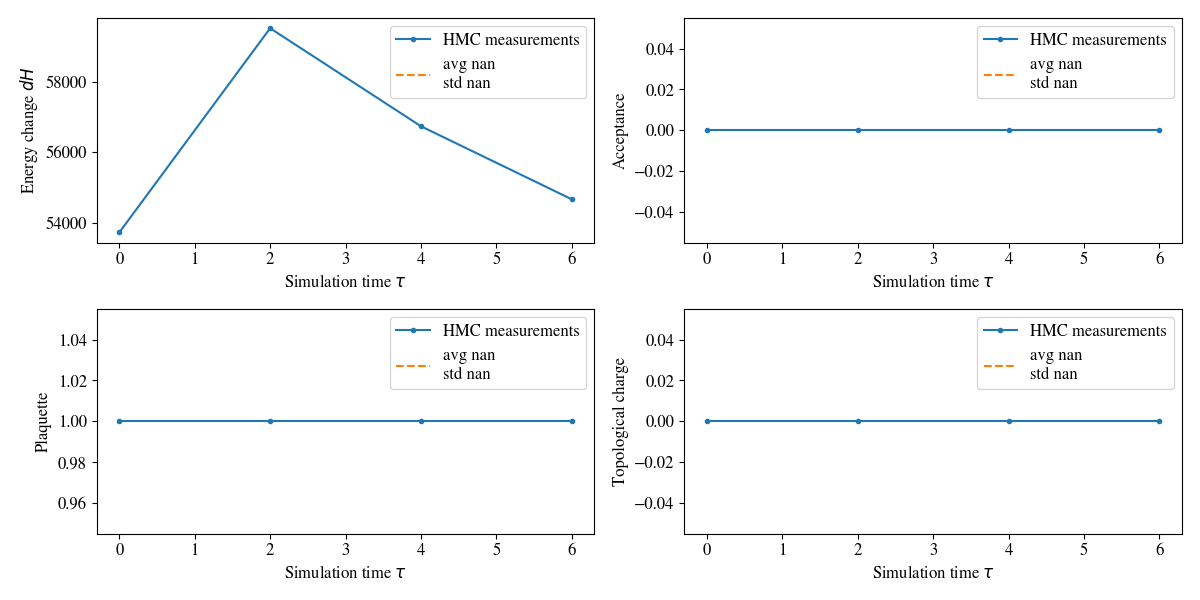 Energy change dH
58000
56000
54000
HMC measurements
avg nan
std nan
0 1 2 3 4 5 6
Simulation time τ
Acceptance
0.04
0.02
0.00
−0.02
−0.04
HMC measurements
avg nan
std nan
0 1 2 3 4 5 6
Simulation time τ
Plaquette
1.04
1.02
1.00
0.98
0.96
HMC measurements
avg nan
std nan
0 1 2 3 4 5 6
Simulation time τ
Topological charge
0.04
0.02
0.00
−0.02
−0.04
HMC measurements
avg nan
std nan
0 1 2 3 4 5 6
Simulation time τ